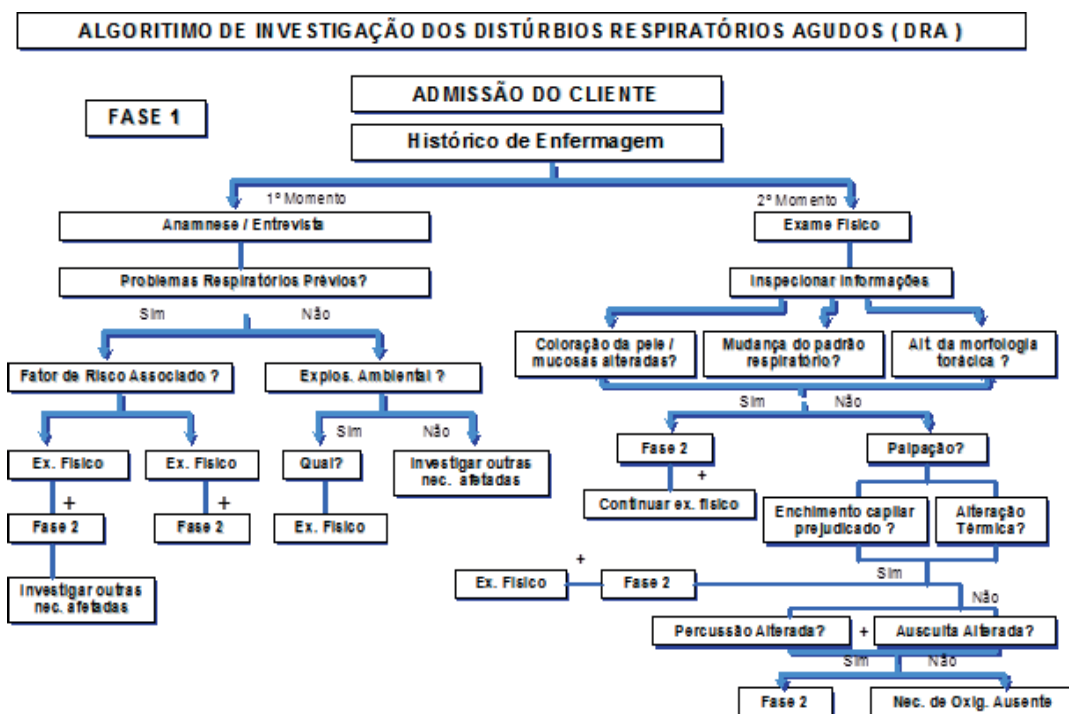 ALGORITIMO DE INVESTIGAÇÃO DOS DISTÚRBIOS RESPIRATÓRIOS AGUDOS ( DRA )
ADMISSÃO DO CLIENTE
FASE 1
Histórico de Enfermagem
1º Momento
2º Momento
Anamnese / Entrevista
Exame Físico
Problemas Respiratórios Prévios?
Inspecionar informações
Sim
Não
Coloração da pele /
mucosas alteradas?
Mudança do padrão
respiratório?
Alt. da morfologia
torácica ?
Fator de Risco Associado ?
Explos. Ambiental ?
Sim
Não
Sim
Não
Ex. Físico
Ex. Físico
Qual?
Investigar outras
nec. afetadas
Fase 2
Palpação?
+
+
+
Fase 2
Fase 2
Ex. Físico
Continuar ex. físico
Enchimento capilar
prejudicado ?
Alteração
Térmica?
Investigar outras
nec. afetadas
Ex. Físico
+
Fase 2
Sim
Não
Percussão Alterada?
+
Ausculta Alterada?
Sim
Não
Fase 2
Nec. de Oxig. Ausente